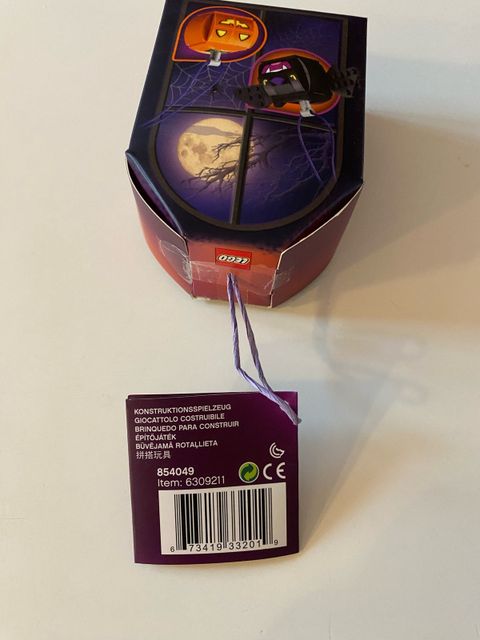 LEGO
KONSTRUKTIONSSPIELZEUG
GIOCATTOLO COSTRUIBILE
BRINQUEDO PARA CONSTRUIR
ÉPÍTŐJÁTÉK
BŪVĒJAMĀ ROTAĻLIETA
拼搭玩具
854049
Item: 6309211
CE
6 73419 33201 9